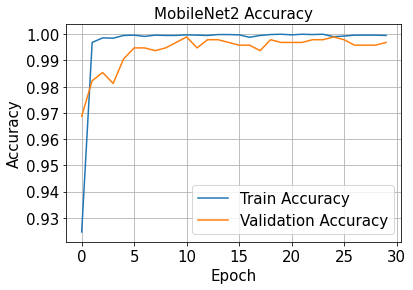 MobileNet2 Accuracy
1.00
0.99
0.98
0.97
0.96
0.95
0.94
0.93
Accuracy
Train Accuracy
Validation Accuracy
0 5 10 15 20 25 30
Epoch